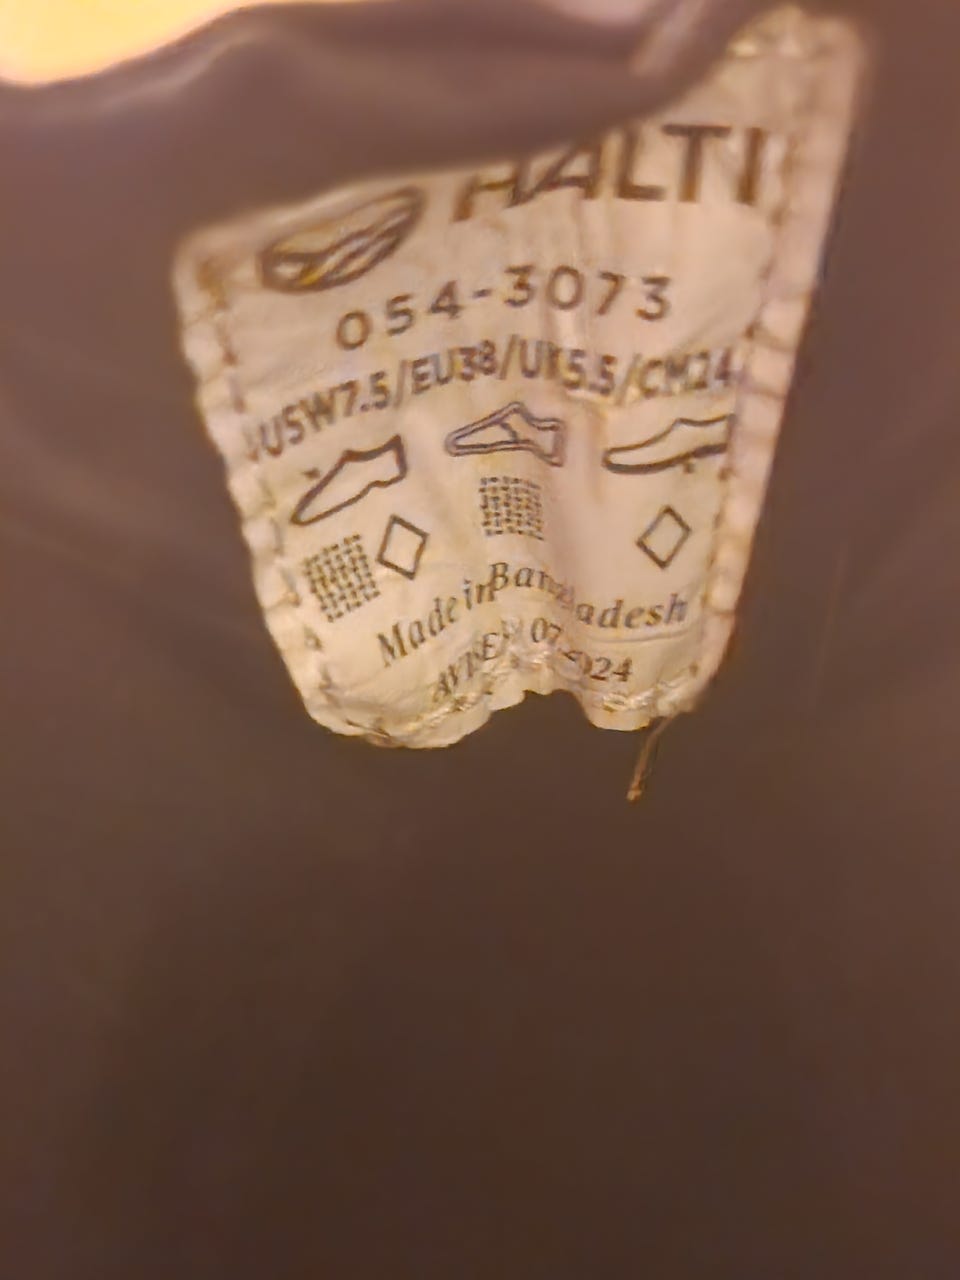 HALTI
054-3073
USW7.5/EU38/UK5.5/CM24
Made in Bangladesh